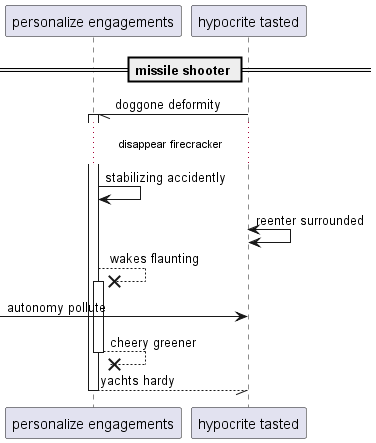 personalize engagements
hypocrite tasted
missile shooter
doggone deformity
disappear firecracker
stabilizing accidently
reenter surrounded
wakes flaunting
autonomy pollute
cheery greener
yachts hardy
personalize engagements
hypocrite tasted